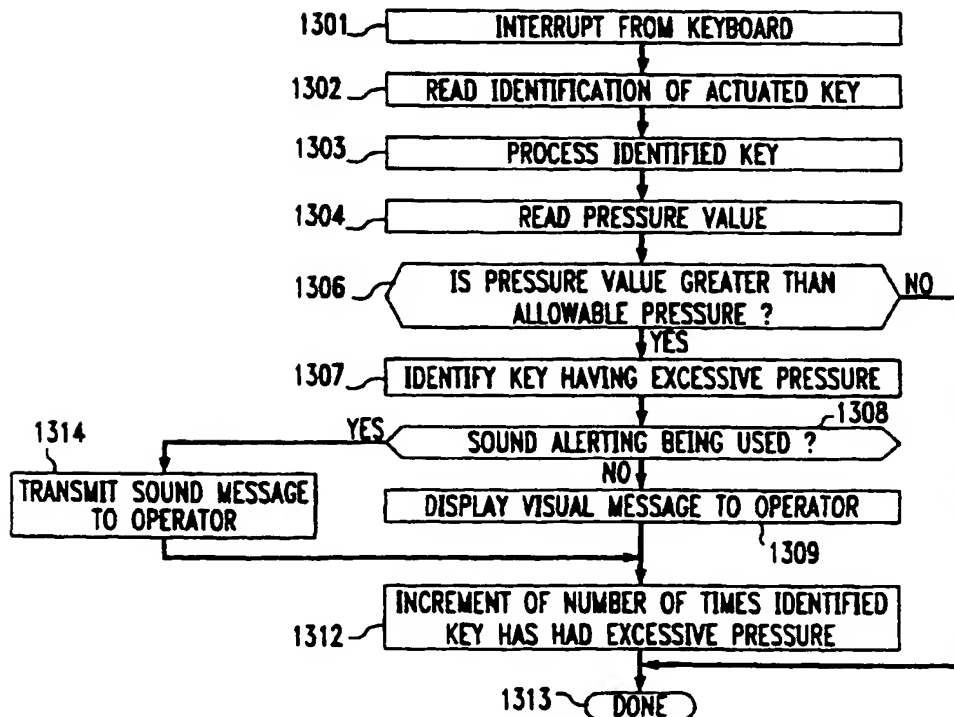 1301
INTERRUPT FROM KEYBOARD
1302
READ IDENTIFICATION OF ACTUATED KEY
1303
PROCESS IDENTIFIED KEY
1304
READ PRESSURE VALUE
1306
IS PRESSURE VALUE GREATER THAN
ALLOWABLE PRESSURE ?
NO
YES
1307
IDENTIFY KEY HAVING EXCESSIVE PRESSURE
1308
SOUND ALERTING BEING USED ?
YES
NO
1314
TRANSMIT SOUND MESSAGE
TO OPERATOR
DISPLAY VISUAL MESSAGE TO OPERATOR
1309
1312
INCREMENT OF NUMBER OF TIMES IDENTIFIED
KEY HAS HAD EXCESSIVE PRESSURE
1313
DONE